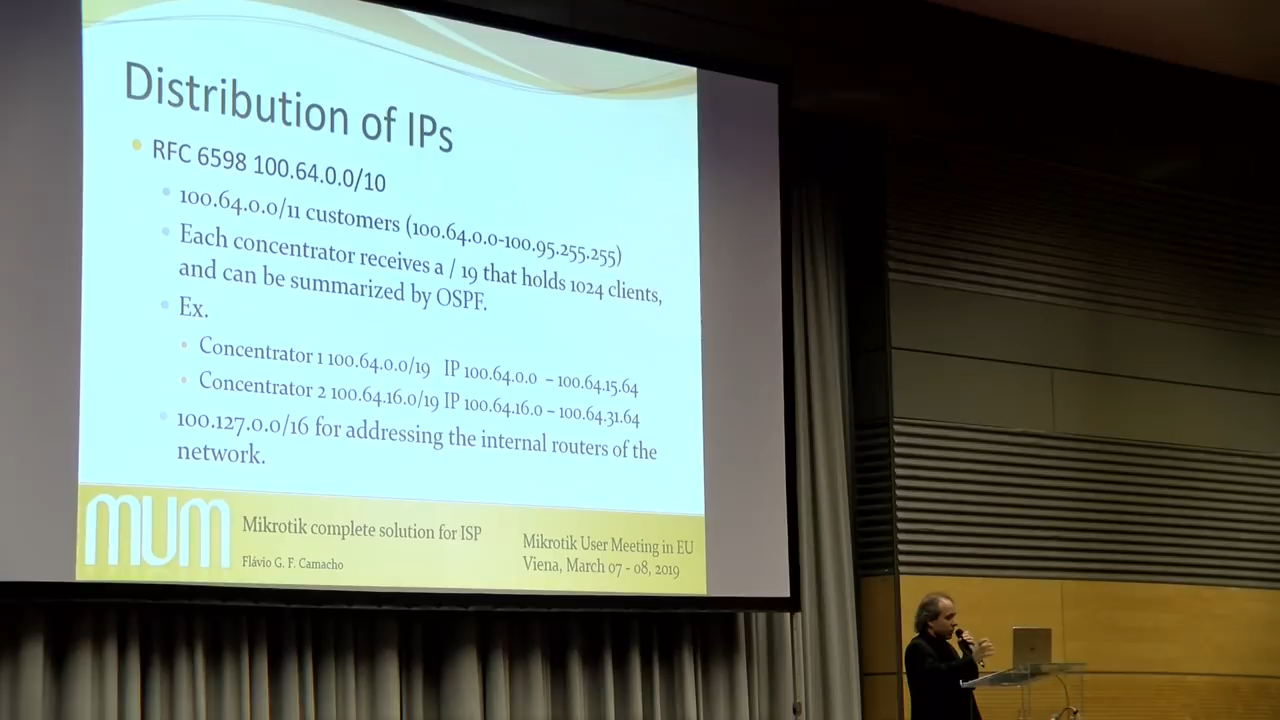 Distribution of IPs
RFC 6598 100.64.0.0/10
100.64.0.0/11 customers (100.64.0.0-100.95.255.255)
Each concentrator receives a / 19 that holds 1024 clients,
and can be summarized by OSPF.
Ex.
Concentrator 1 100.64.0.0/19 IP 100.64.0.0 – 100.64.15.64
Concentrator 2 100.64.16.0/19 IP 100.64.16.0 – 100.64.31.64
100.127.0.0/16 for addressing the internal routers of the
network.
MUM
Mikrotik complete solution for ISP
Flávio G. F. Camacho
Mikrotik User Meeting in EU
Viena, March 07 - 08, 2019